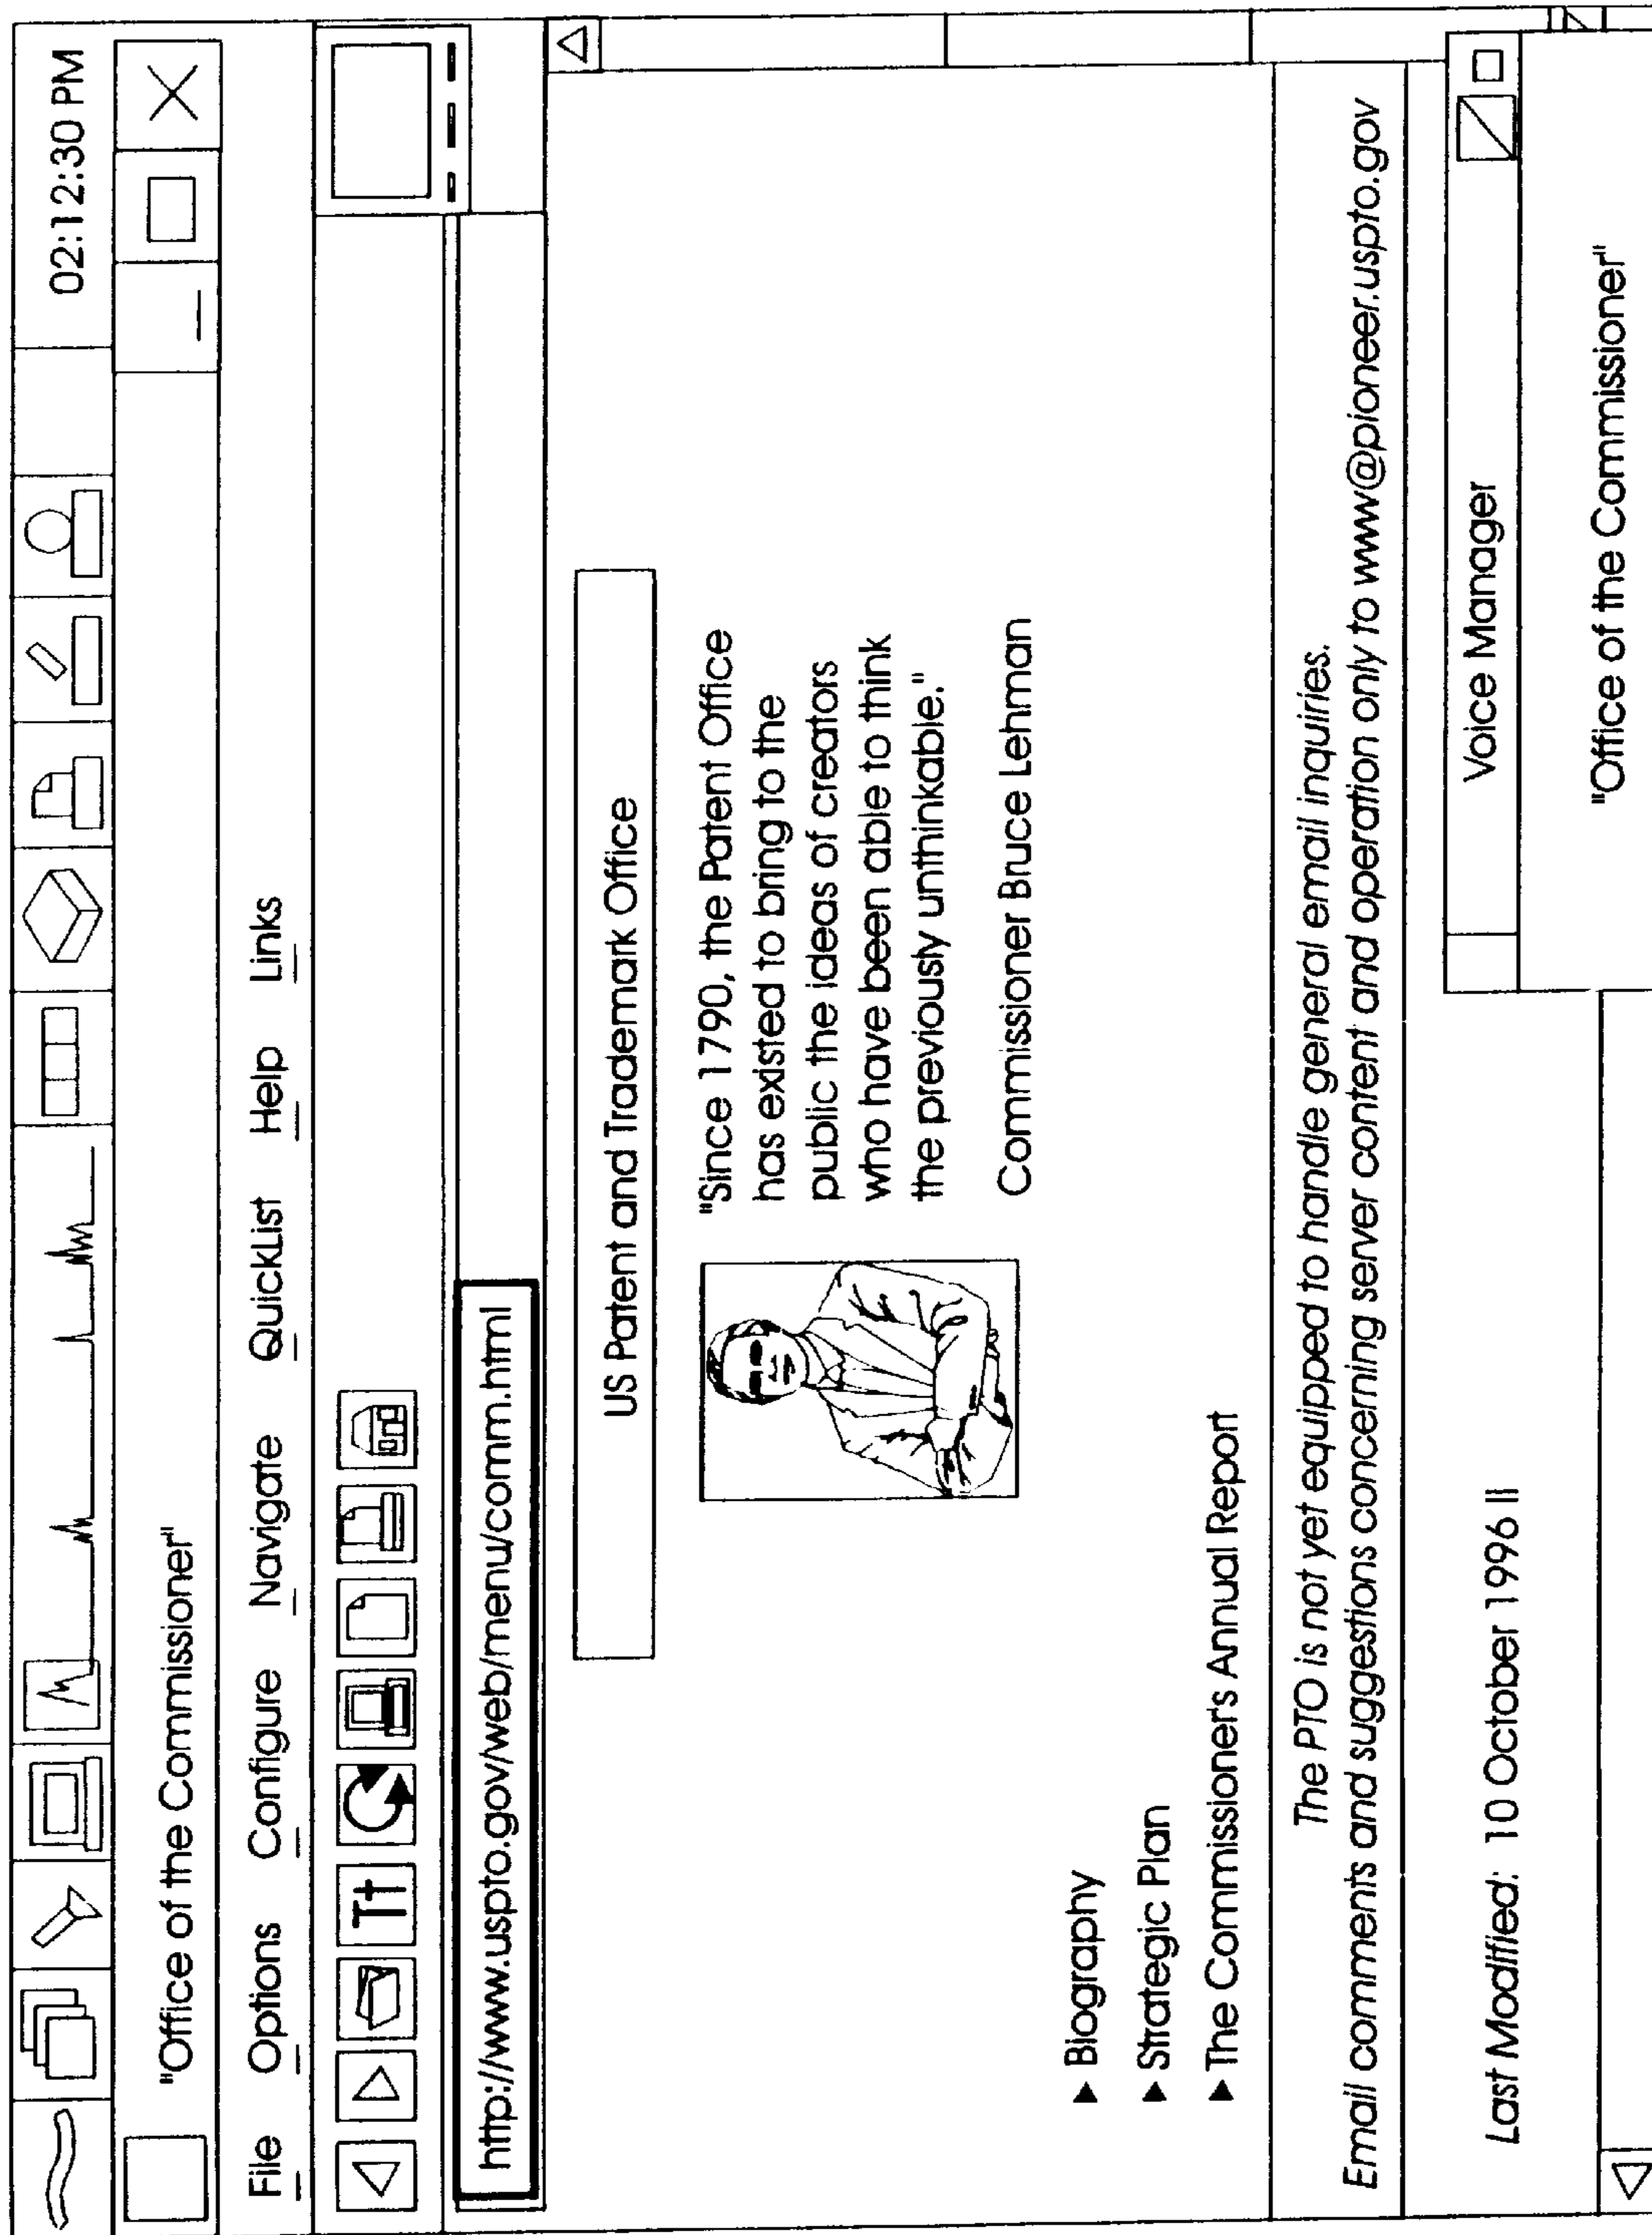 02:12:30 PM
"Office of the Commissioner"
File Options Configure Navigate QuickList Help Links
Tt
http://www.uspto.gov/web/menu/comm.html
US Patent and Trademark Office
"Since 1790, the Patent Office
has existed to bring to the
public the ideas of creators
who have been able to think
the previously unthinkable."
Commissioner Bruce Lehman
Biography
Strategic Plan
The Commissioner's Annual Report
The PTO is not yet equipped to handle general email inquiries.
Email comments and suggestions concerning server content and operation only to www@pioneer.uspto.gov
Last Modified: 10 October 1996 II
Voice Manager
"Office of the Commissioner"